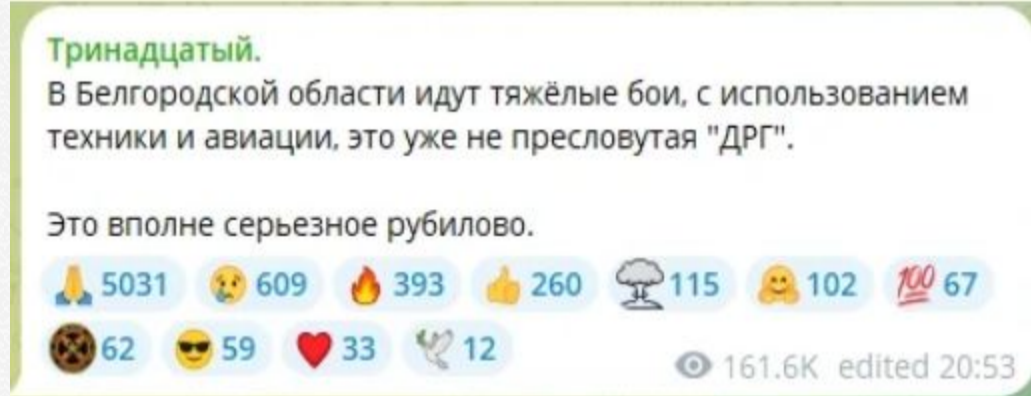 Тринадцатый.
В Белгородской области идут тяжёлые бои, с использованием
техники и авиации, это уже не пресловутая "ДРГ".
Это вполне серьезное рубилово.
5031 609 393 260 115 102 67
62 59 33 12 161.6K edited 20:53